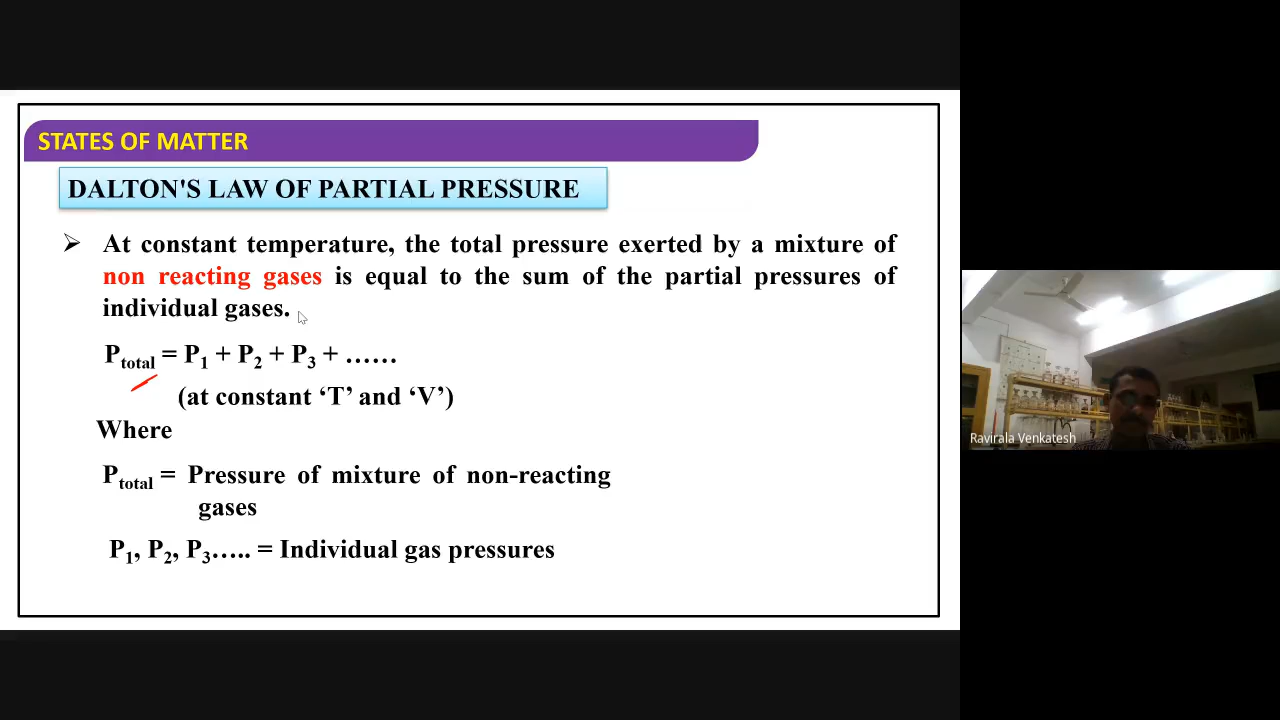 STATES OF MATTER
DALTON'S LAW OF PARTIAL PRESSURE
➤ At constant temperature, the total pressure exerted by a mixture of
non reacting gases is equal to the sum of the partial pressures of
individual gases.
Ptotal = P1 + P2 + P3 + ......
(at constant ‘T’ and ‘V’)
Where
Ptotal = Pressure of mixture of non-reacting
gases
P1, P2, P3..... = Individual gas pressures
Ravirala Venkatesh